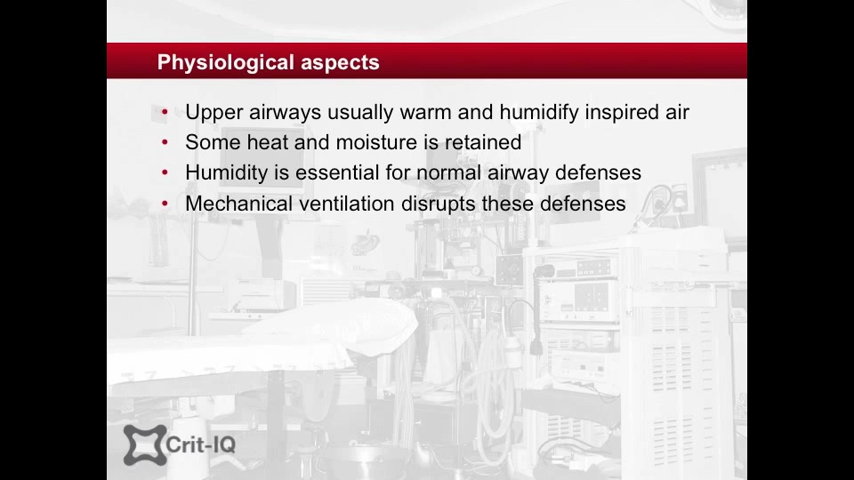 Physiological aspects
• Upper airways usually warm and humidify inspired air
• Some heat and moisture is retained
• Humidity is essential for normal airway defenses
• Mechanical ventilation disrupts these defenses
Crit-IQ